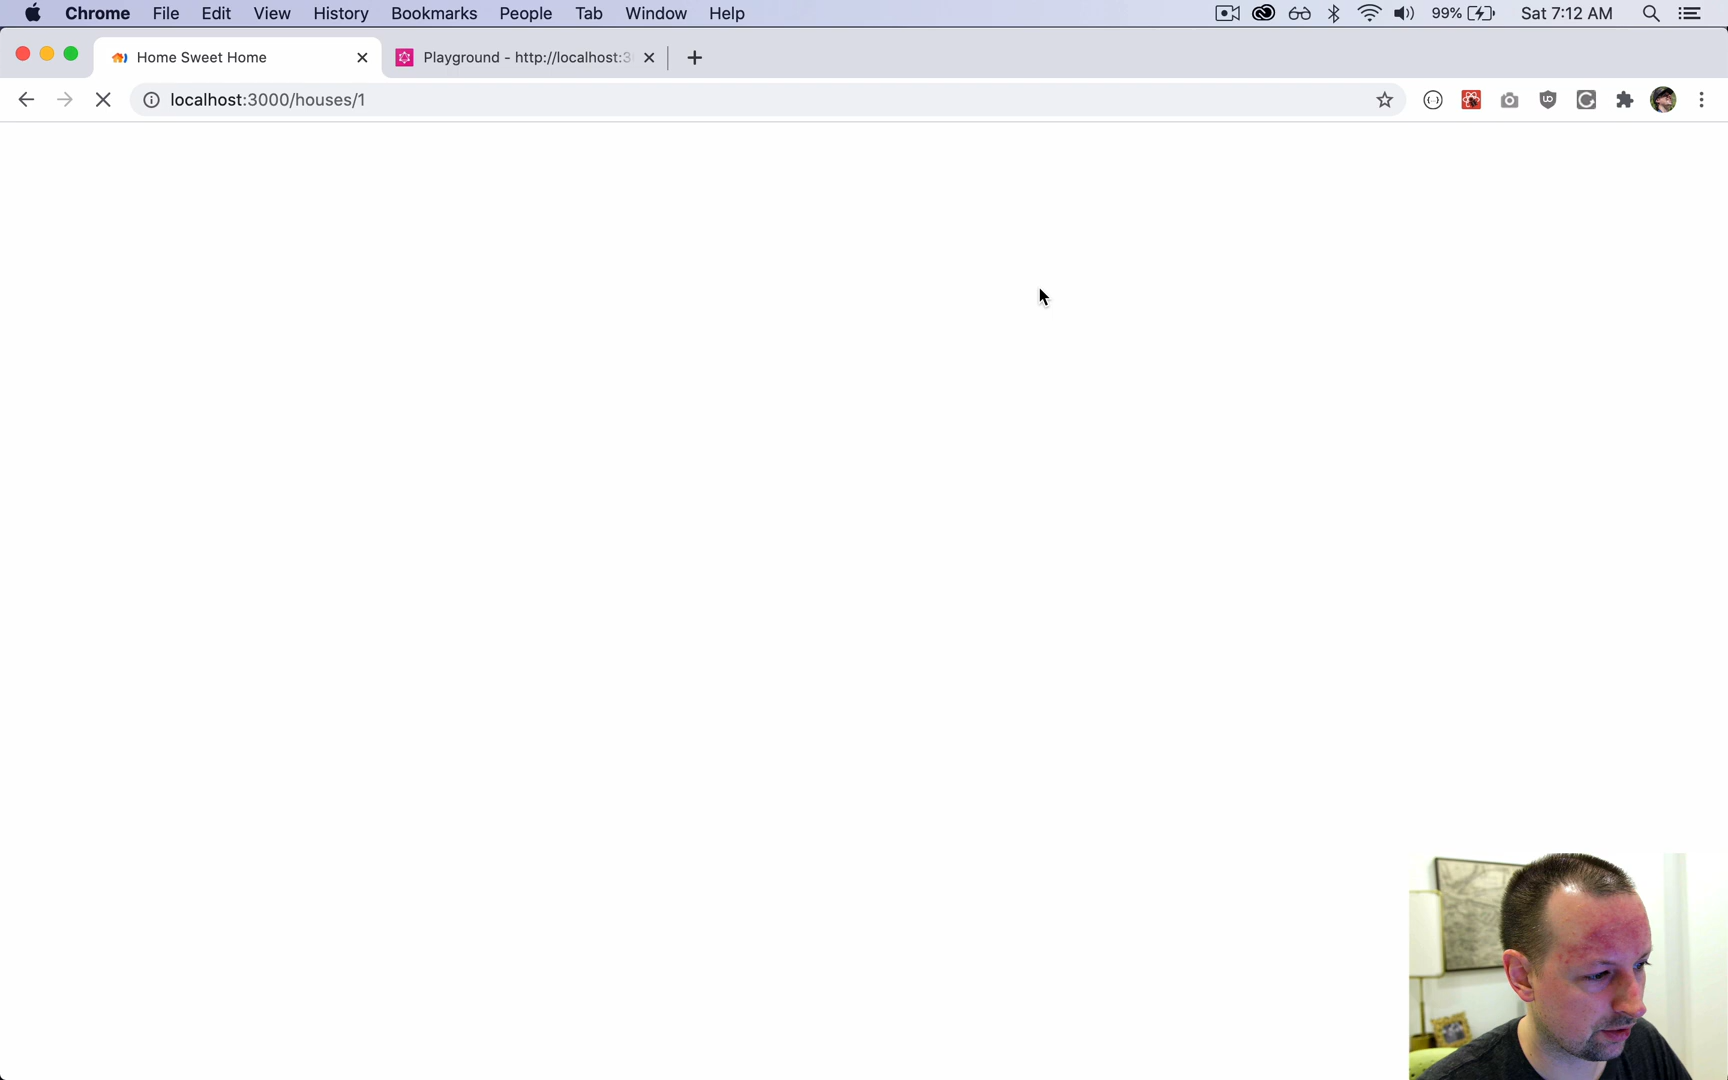 Chrome File Edit View History Bookmarks People Tab Window Help 99% Sat 7:12 AM
Home Sweet Home Playground - http://localhost:3
localhost:3000/houses/1